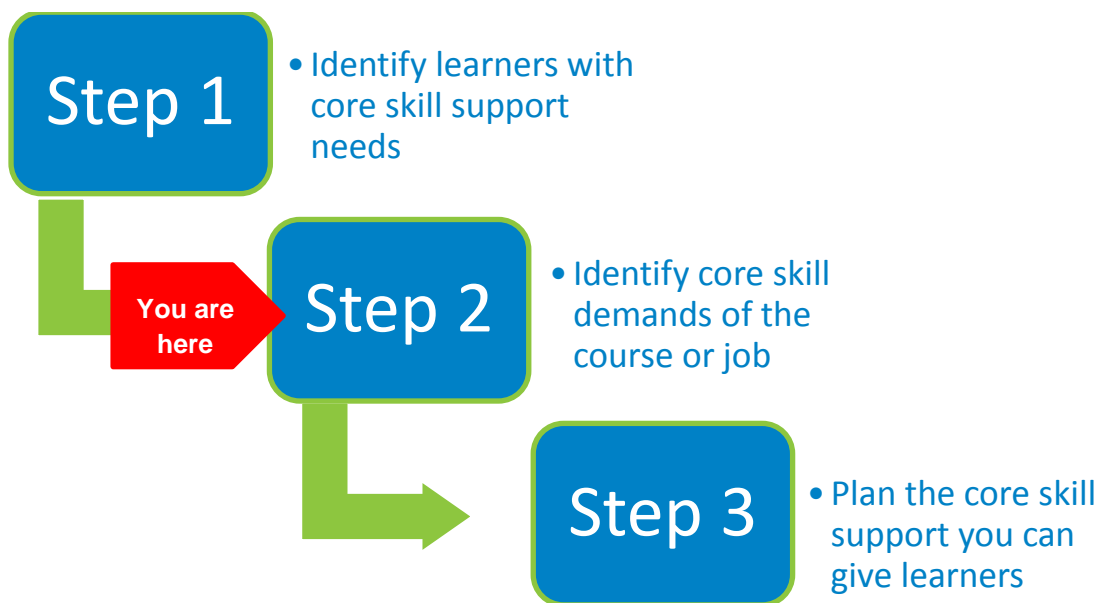 Step 1
• Identify learners with
core skill support
needs
You are
here
Step 2
• Identify core skill
demands of the
course or job
Step 3
• Plan the core skill
support you can
give learners